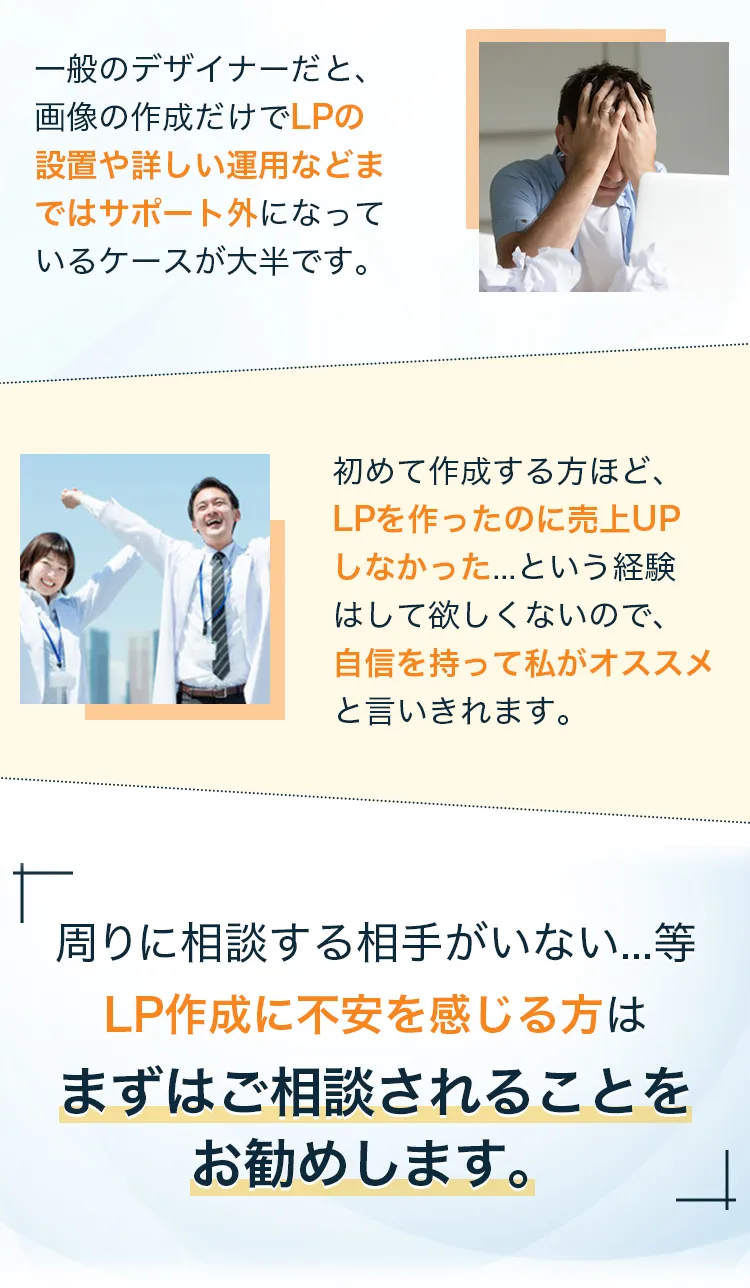 一般のデザイナーだと、
画像の作成だけでLPの
設置や詳しい運用などま
ではサポート外になって
いるケースが大半です。
初めて作成する方ほど、
LPを作ったのに売上UP
しなかった...という経験
はして欲しくないので、
自信を持って私がオススメ
と言いきれます。
周りに相談する相手がいない...等
LP作成に不安を感じる方は
まずはご相談されることを
お勧めします。